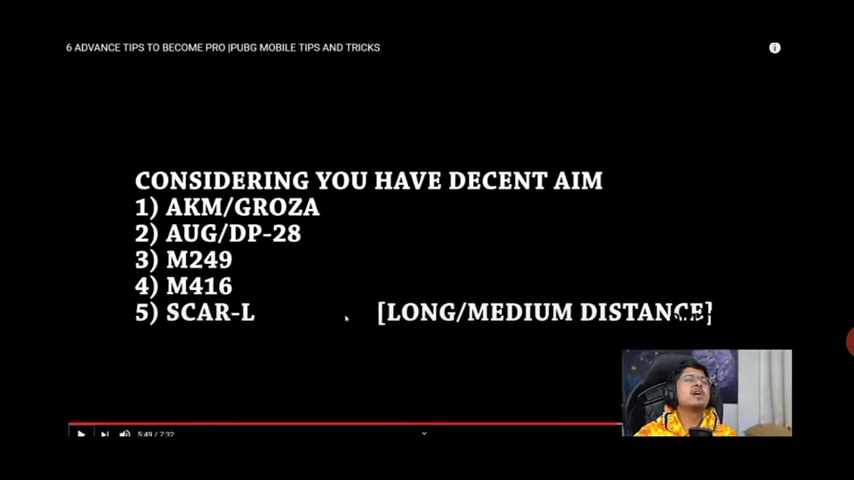 6 ADVANCE TIPS TO BECOME PRO |PUBG MOBILE TIPS AND TRICKS
CONSIDERING YOU HAVE DECENT AIM
1) AKM/GROZA
2) AUG/DP-28
3) M249
4) M416
5) SCAR-L [LONG/MEDIUM DISTANCE]
5:49 / 7:32